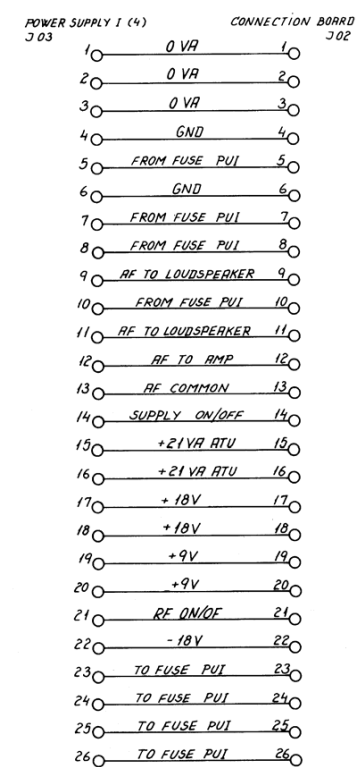 POWER SUPPLY I (4) CONNECTION BOARD
J03 J02
1 0 VA 1
2 0 VA 2
3 0 VA 3
4 GND 4
5 FROM FUSE PUI 5
6 GND 6
7 FROM FUSE PUI 7
8 FROM FUSE PUI 8
9 AF TO LOUDSPEAKER 9
10 FROM FUSE PUI 10
11 AF TO LOUDSPEAKER 11
12 AF TO AMP 12
13 AF COMMON 13
14 SUPPLY ON/OFF 14
15 +21 VA ATU 15
16 +21 VA ATU 16
17 +18V 17
18 +18V 18
19 +9V 19
20 +9V 20
21 RF ON/OF 21
22 -18V 22
23 TO FUSE PUI 23
24 TO FUSE PUI 24
25 TO FUSE PUI 25
26 TO FUSE PUI 26